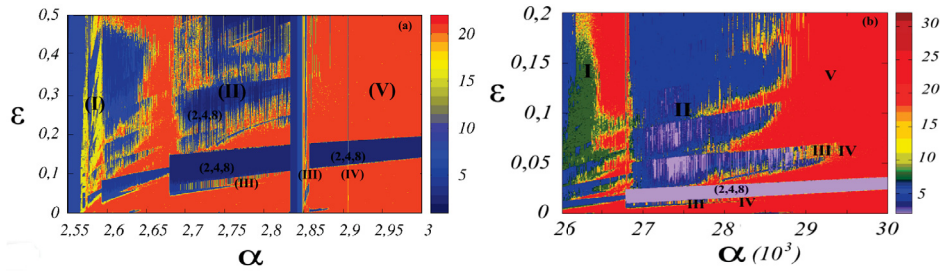 (a)
0,5
0,4
0,3
0,2
0,1
0
ε
(I)
(II)
(2,4,8)
(V)
(2,4,8)
(2,4,8)
(III)
(III)
(IV)
2,55
2,6
2,65
2,7
2,75
2,8
2,85
2,9
2,95
3
α
20
15
10
5
(b)
0,2
0,15
0,1
0,05
0
ε
I
II
V
III
IV
(2,4,8)
III
IV
26
27
28
29
30
α (10³)
30
25
20
15
10
5
2